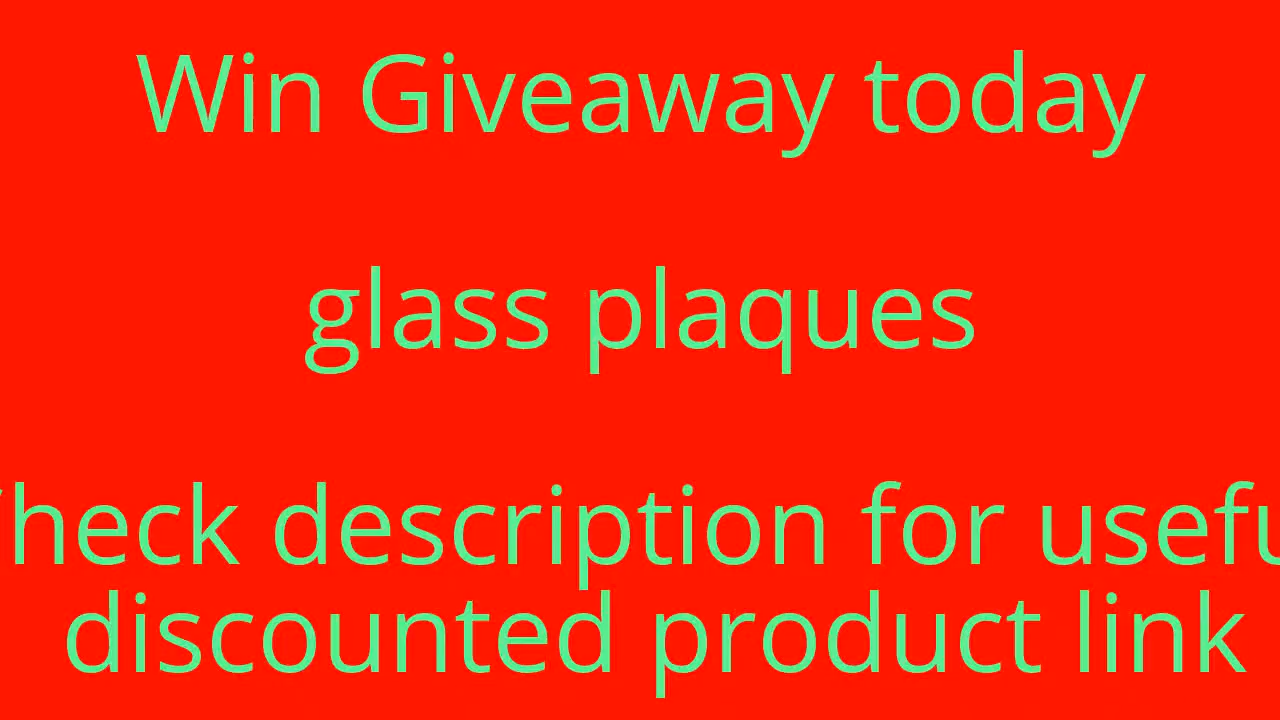 Win Giveaway today
glass plaques
heck description for usefu
discounted product link